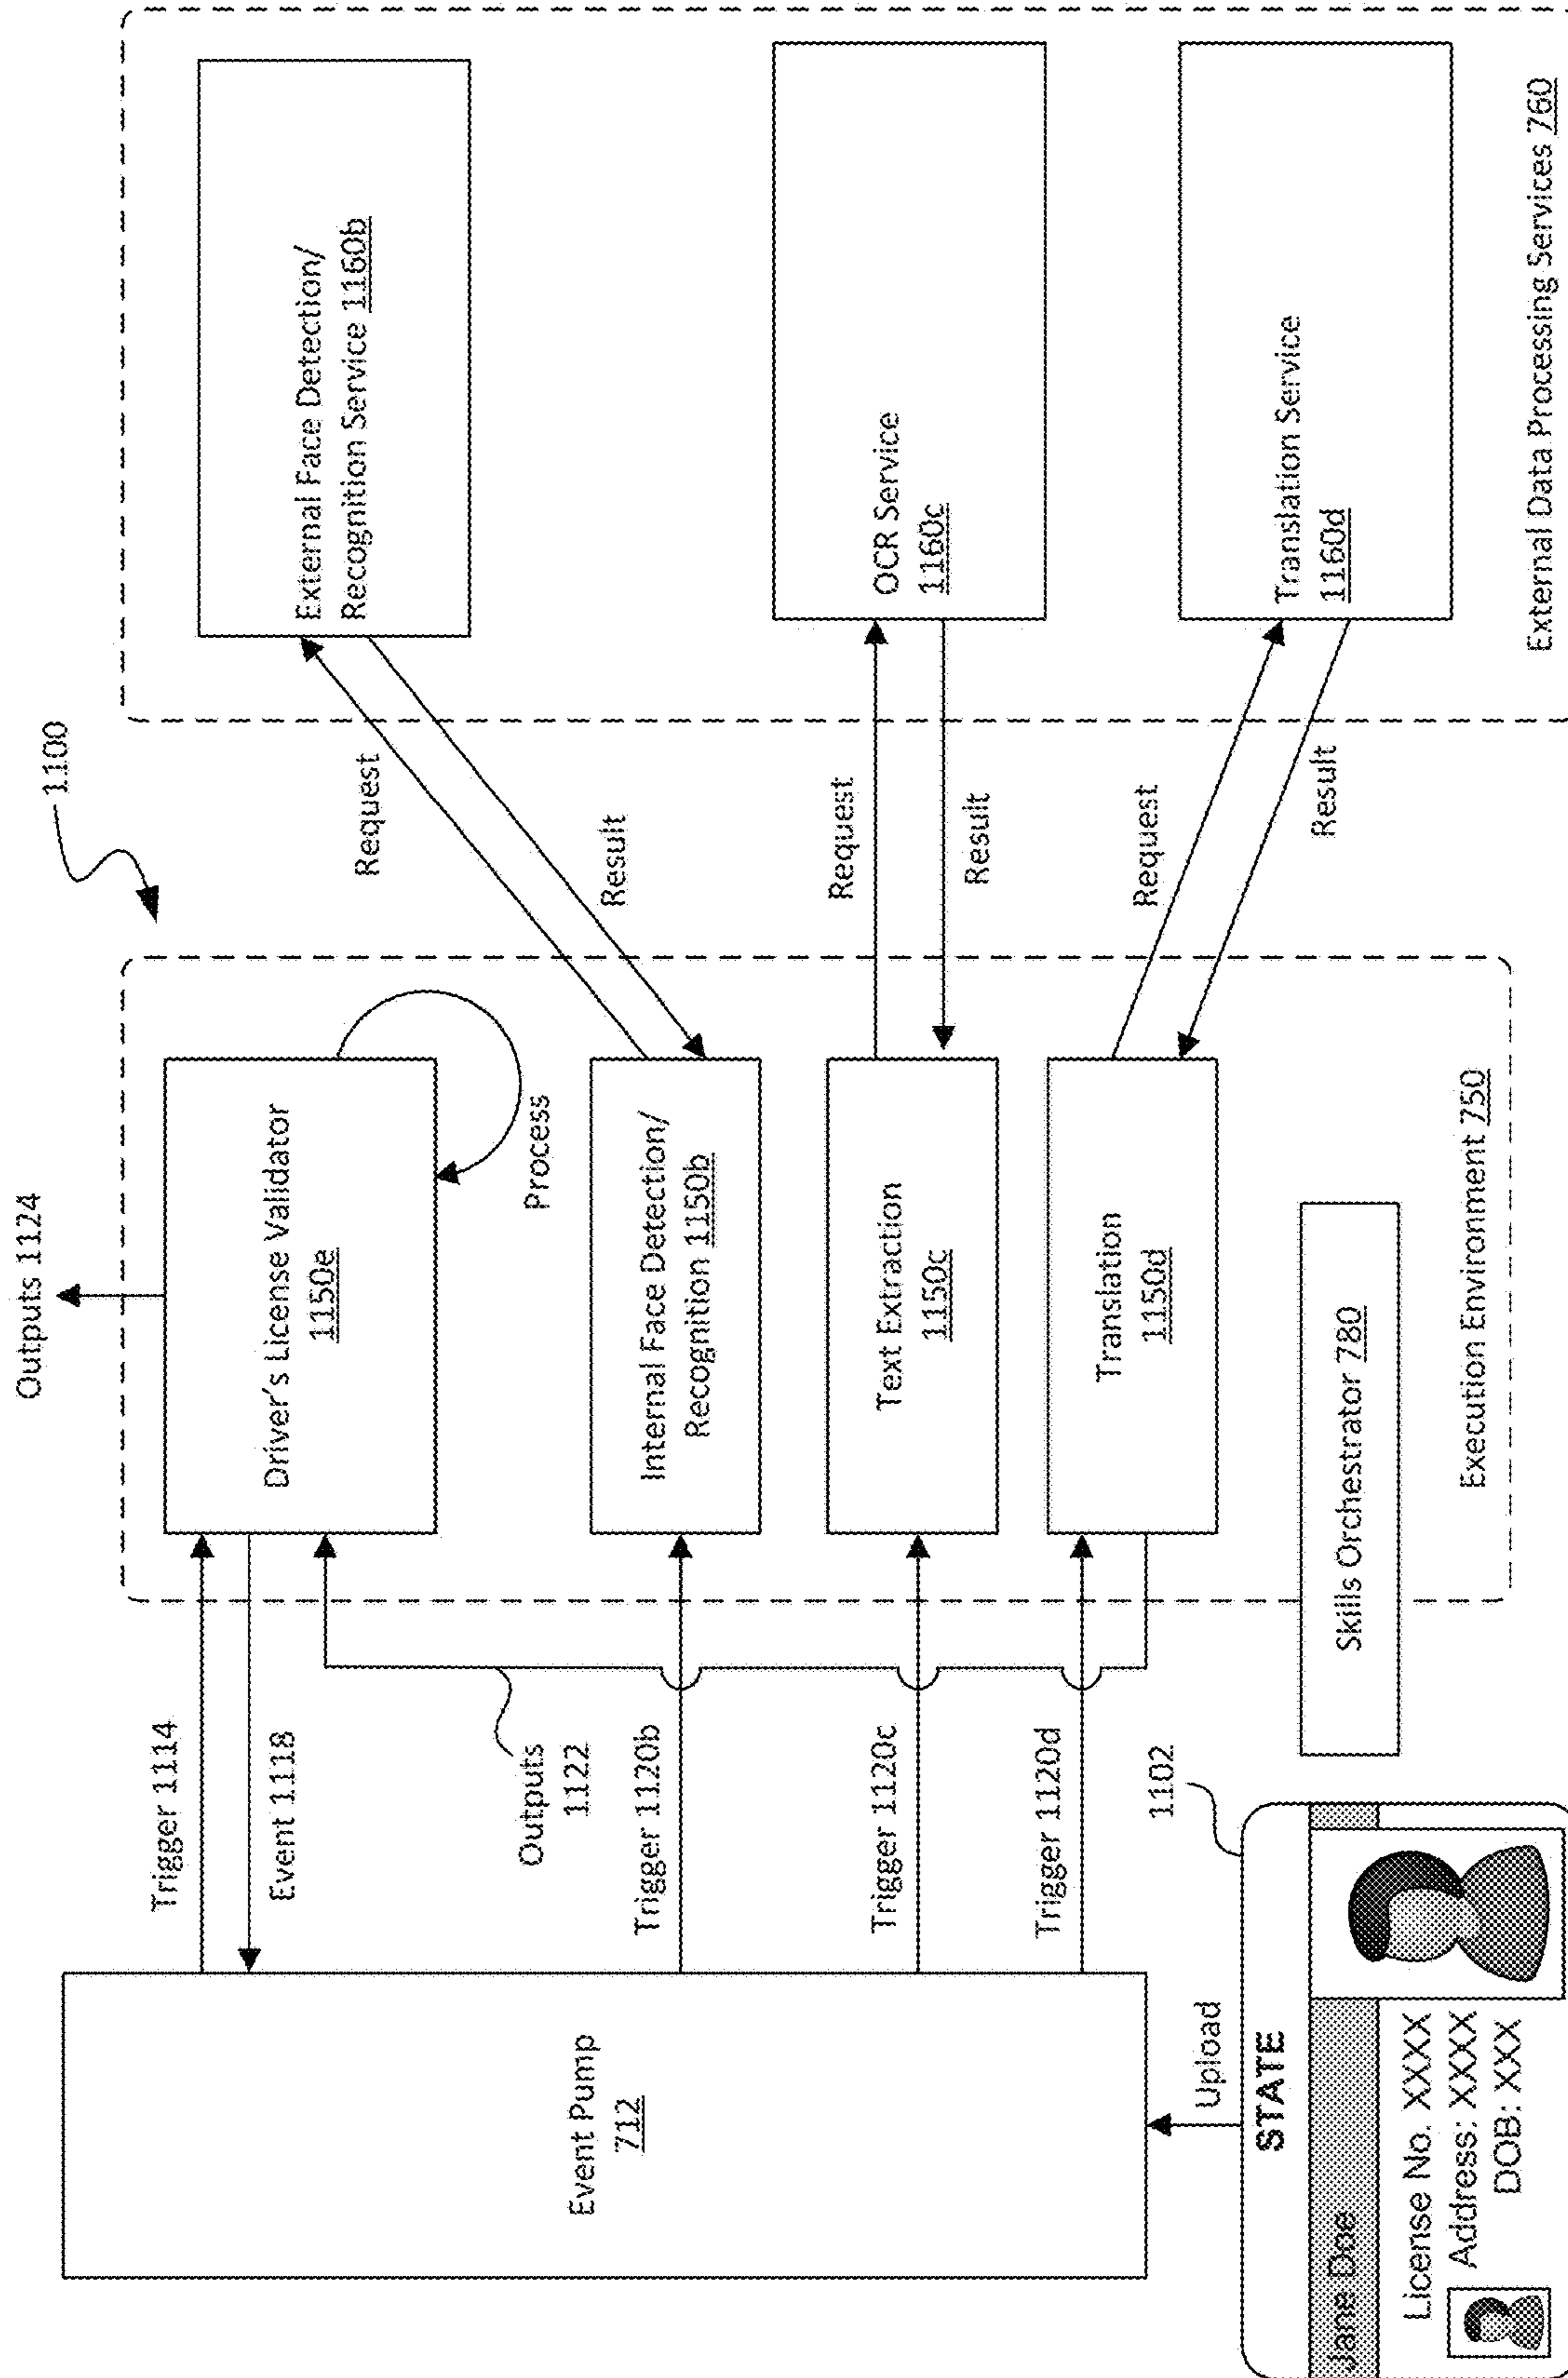 1100
Outputs 1124
Trigger 1114
Event 1118
Outputs
1122
Trigger 1120b
Trigger 1120c
Trigger 1120d
Event Pump
712
Upload
1102
STATE
Jane Doe
License No. XXXX
Address: XXXX
DOB: XXX
Driver's License Validator
1150e
Process
Internal Face Detection/
Recognition 1150b
Text Extraction
1150c
Translation
1150d
Skills Orchestrator 780
Execution Environment 750
Request
Result
Request
Result
Request
Result
External Face Detection/
Recognition Service 1160b
OCR Service
1160c
Translation Service
1160d
External Data Processing Services 760